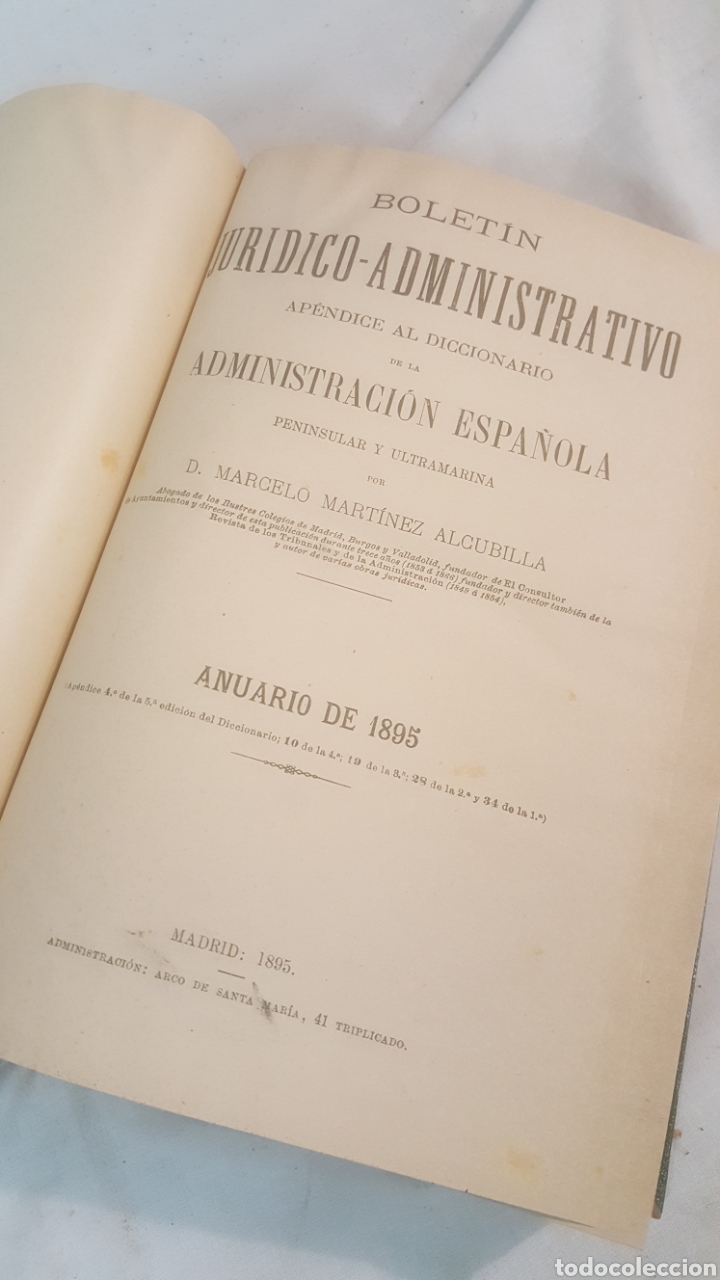 BOLETÍN
JURIDICO-ADMINISTRATIVO
APÉNDICE AL DICCIONARIO
DE LA
ADMINISTRACIÓN ESPAÑOLA
PENINSULAR Y ULTRAMARINA
POR
D. MARCELO MARTÍNEZ ALCUBILLA
Abogado de los Ilustres Colegios de Madrid, Burgos y Valladolid, fundador de El Consultor
de Ayuntamientos y director de esta publicación durante trece años (1853 á 1866) fundador y director también de la
Revista de los Tribunales y de la Administración (1845 á 1854),
y autor de varias obras jurídicas.
ANUARIO DE 1895
(Apéndice 4.º de la 5.ª edición del Diccionario; 10 de la 4.ª; 19 de la 3.ª; 28 de la 2.ª y 34 de la 1.ª)
MADRID: 1895.
ADMINISTRACIÓN: ARCO DE SANTA MARÍA, 41 TRIPLICADO.
todocoleccion